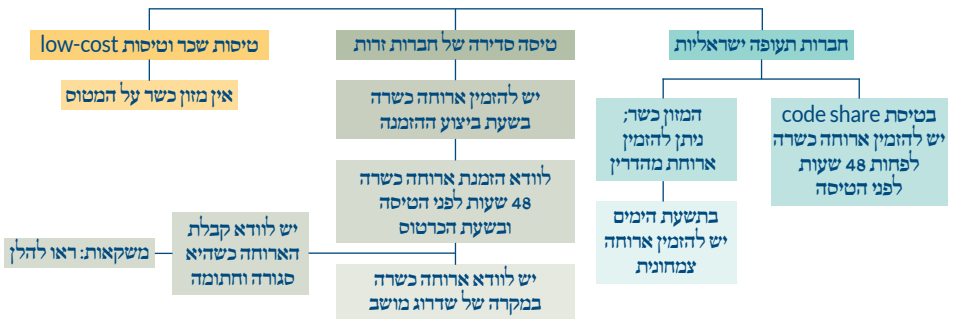 חברות תעופה ישראליות
בטיסת code share
יש להזמין ארוחה כשרה
לפחות 48 שעות
לפני הטיסה
המזון כשר;
ניתן להזמין
ארוחת מהדרין
בתשעת הימים
יש להזמין ארוחה
צמחונית
טיסה סדירה של חברות זרות
יש להזמין ארוחה כשרה
בשעת ביצוע ההזמנה
לוודא הזמנת ארוחה כשרה
48 שעות לפני הטיסה
ובשעת הכרטוס
יש לוודא ארוחה כשרה
במקרה של שדרוג מושב
יש לוודא קבלת
הארוחה כשהיא
סגורה וחתומה
משקאות: ראו להלן
טיסות שכר וטיסות low-cost
אין מזון כשר על המטוס